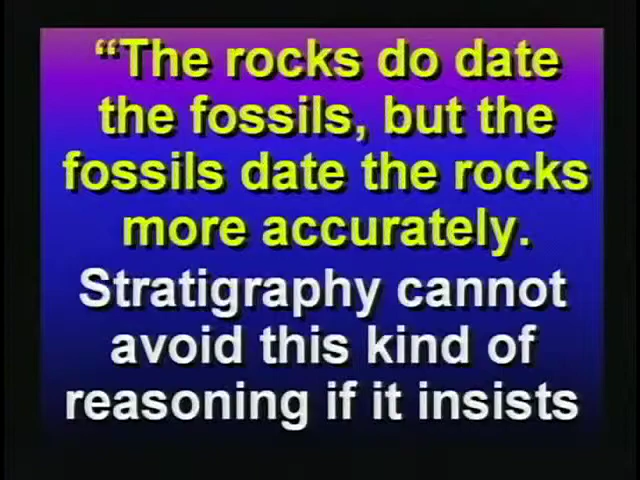 “The rocks do date
the fossils, but the
fossils date the rocks
more accurately.
Stratigraphy cannot
avoid this kind of
reasoning if it insists